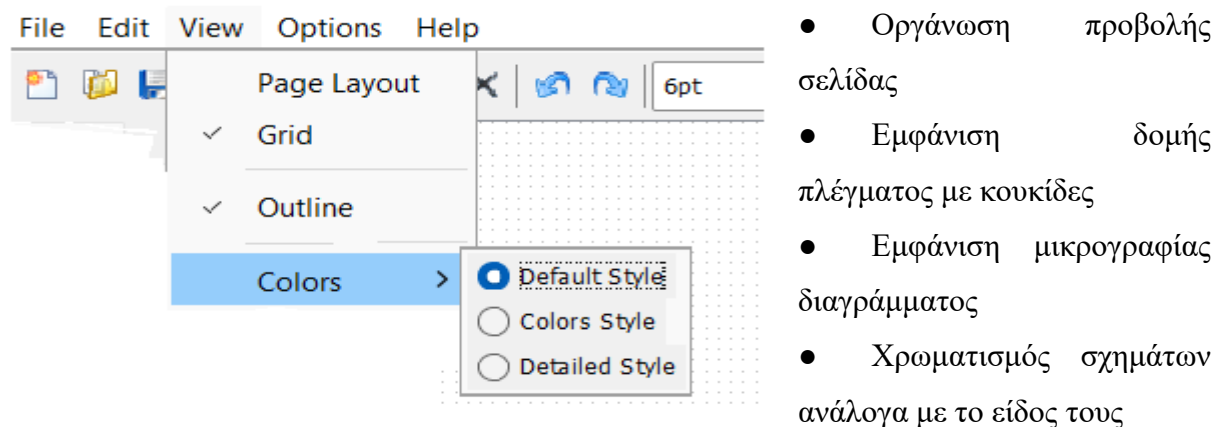 File Edit View Options Help
Page Layout
6pt
Grid
Outline
Colors >
Default Style
Colors Style
Detailed Style
● Οργάνωση προβολής
σελίδας
● Εμφάνιση δομής
πλέγματος με κουκίδες
● Εμφάνιση μικρογραφίας
διαγράμματος
● Χρωματισμός σχημάτων
ανάλογα με το είδος τους